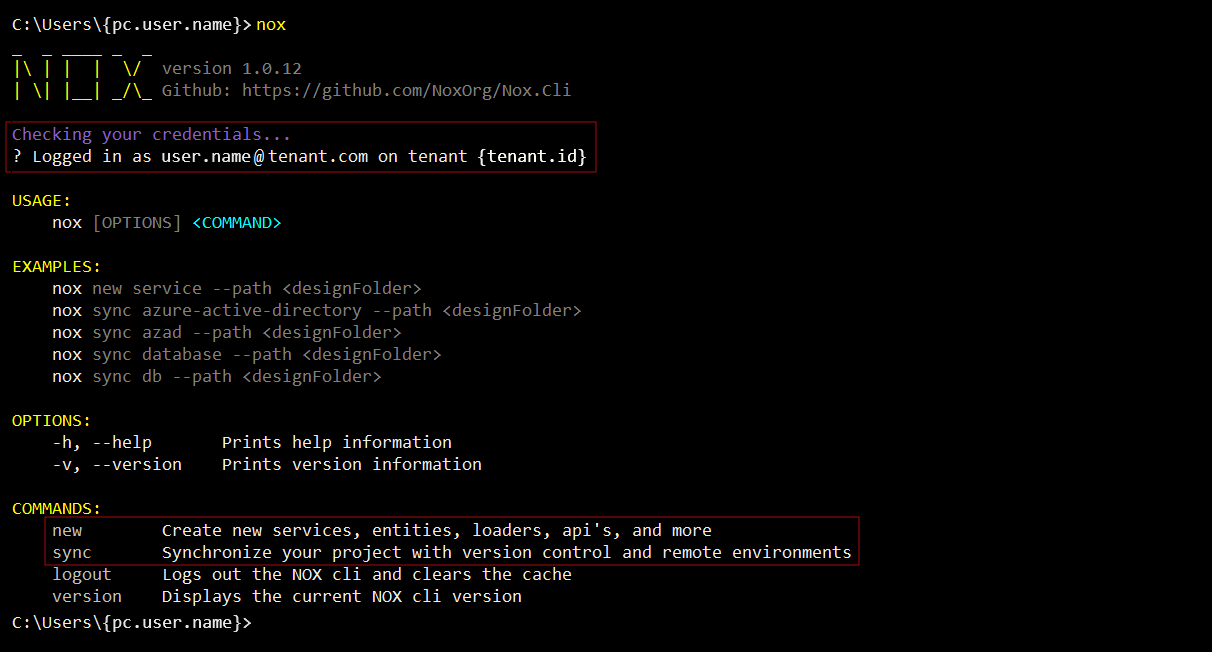 C:\Users\{pc.user.name}> nox
NOX version 1.0.12
Github: https://github.com/NoxOrg/Nox.Cli
Checking your credentials...
? Logged in as user.name@tenant.com on tenant {tenant.id}
USAGE:
nox [OPTIONS] <COMMAND>
EXAMPLES:
nox new service --path <designFolder>
nox sync azure-active-directory --path <designFolder>
nox sync azad --path <designFolder>
nox sync database --path <designFolder>
nox sync db --path <designFolder>
OPTIONS:
-h, --help Prints help information
-v, --version Prints version information
COMMANDS:
new Create new services, entities, loaders, api's, and more
sync Synchronize your project with version control and remote environments
logout Logs out the NOX cli and clears the cache
version Displays the current NOX cli version
C:\Users\{pc.user.name}>